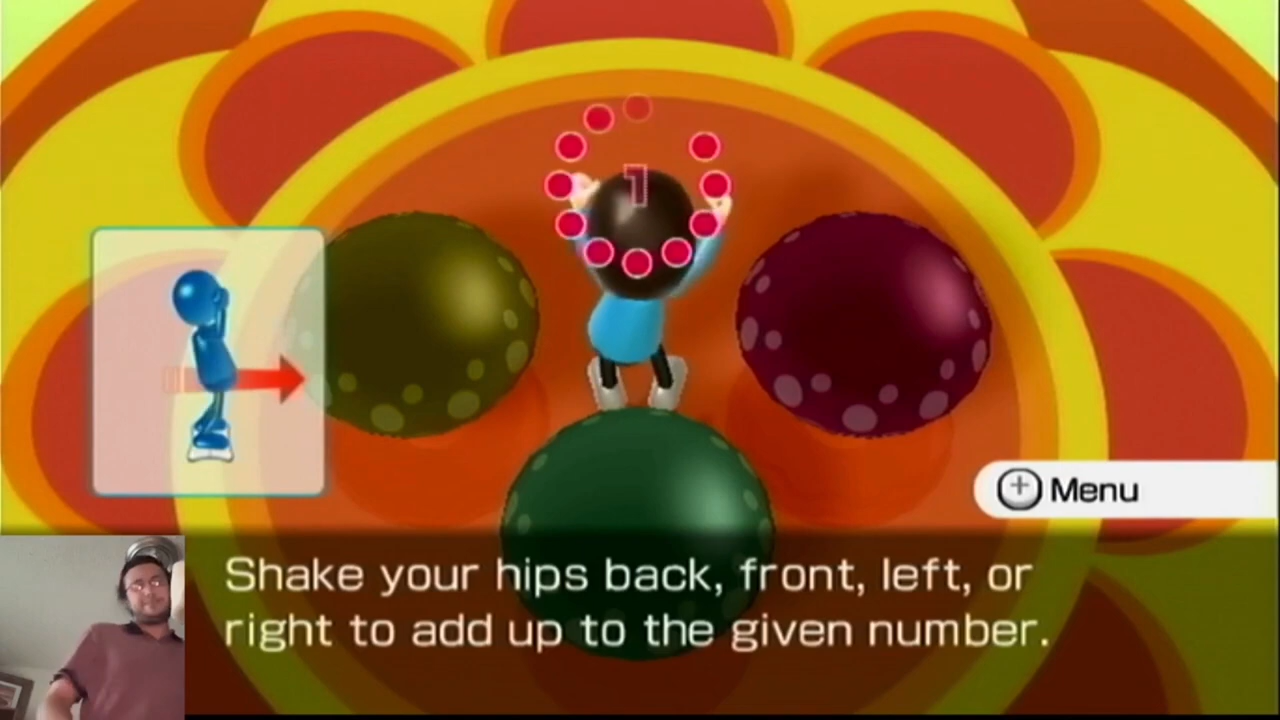 1
Menu
Shake your hips back, front, left, or
right to add up to the given number.